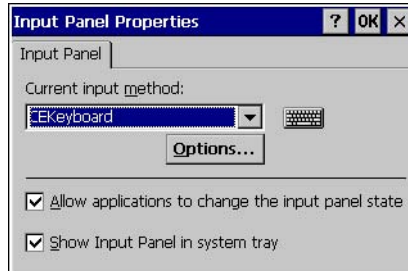 Input Panel Properties ? OK ×
Input Panel
Current input method:
CEKeyboard
Options...
Allow applications to change the input panel state
Show Input Panel in system tray